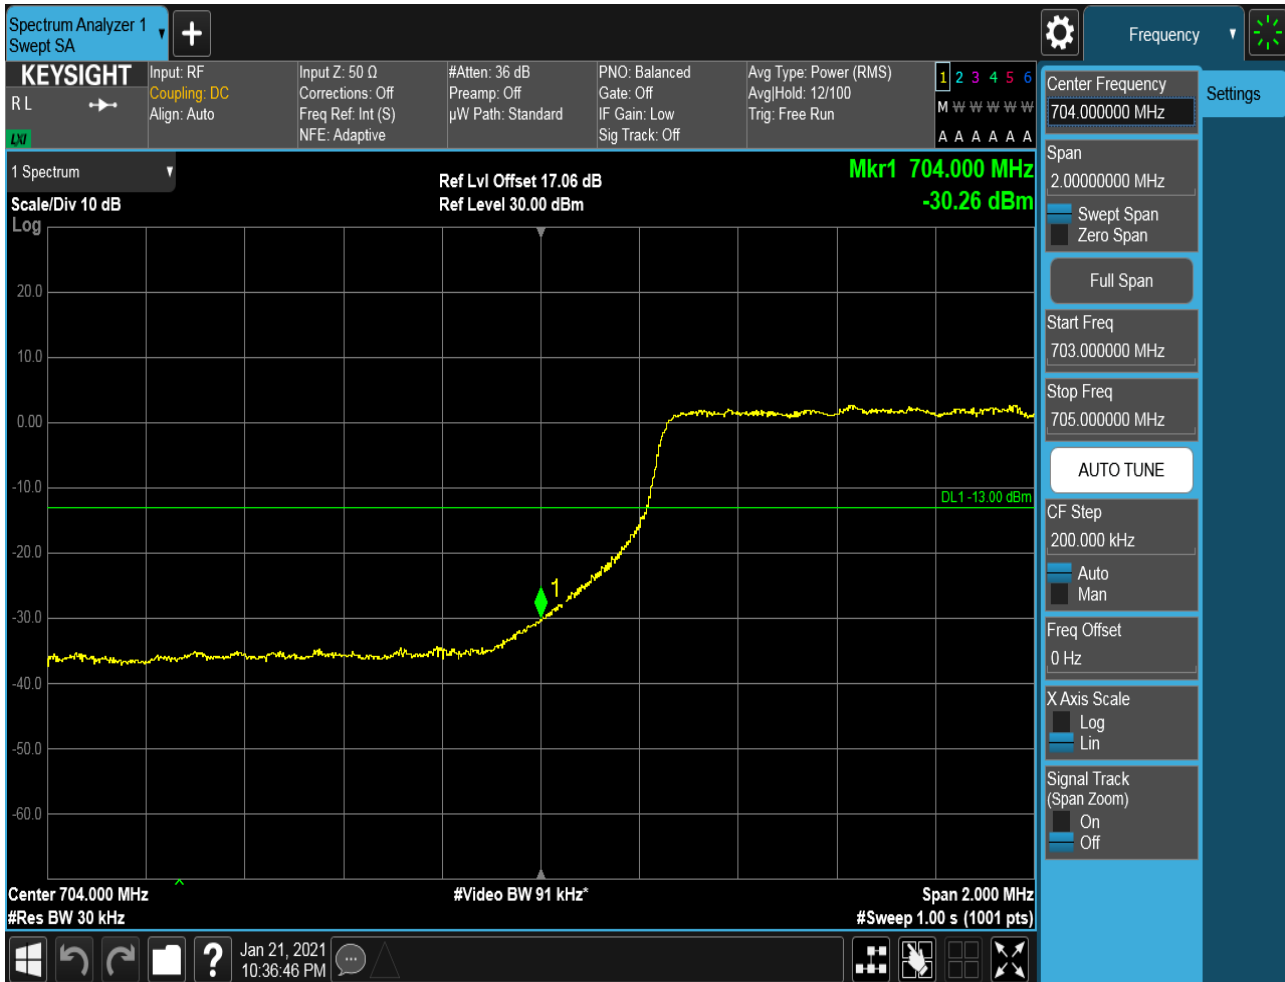 Spectrum Analyzer 1
Swept SA
Frequency
KEYSIGHT
R L
LXI
Input: RF
Coupling: DC
Align: Auto
Input Z: 50 Ω
Corrections: Off
Freq Ref: Int (S)
NFE: Adaptive
#Atten: 36 dB
Preamp: Off
µW Path: Standard
PNO: Balanced
Gate: Off
IF Gain: Low
Sig Track: Off
Avg Type: Power (RMS)
Avg|Hold: 12/100
Trig: Free Run
1 2 3 4 5 6
M W W W W W
A A A A A A
1 Spectrum
Scale/Div 10 dB
Log
Ref Lvl Offset 17.06 dB
Ref Level 30.00 dBm
Mkr1 704.000 MHz
-30.26 dBm
20.0
10.0
0.00
-10.0
-20.0
-30.0
-40.0
-50.0
-60.0
DL1 -13.00 dBm
1
Center 704.000 MHz
#Res BW 30 kHz
#Video BW 91 kHz*
Span 2.000 MHz
#Sweep 1.00 s (1001 pts)
Jan 21, 2021
10:36:46 PM
Center Frequency
704.000000 MHz
Settings
Span
2.00000000 MHz
Swept Span
Zero Span
Full Span
Start Freq
703.000000 MHz
Stop Freq
705.000000 MHz
AUTO TUNE
CF Step
200.000 kHz
Auto
Man
Freq Offset
0 Hz
X Axis Scale
Log
Lin
Signal Track
(Span Zoom)
On
Off